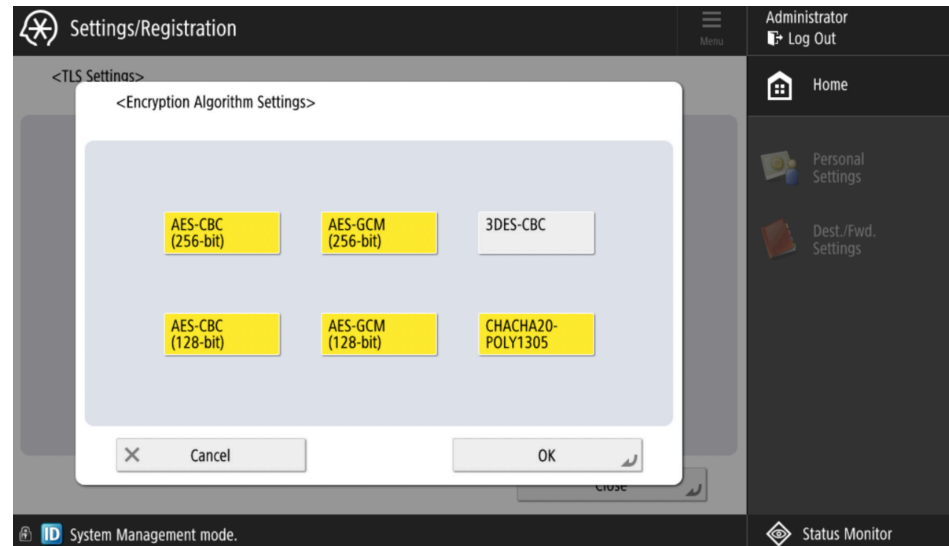 Settings/Registration
Menu
Administrator
Log Out
<TLS Settings>
<Encryption Algorithm Settings>
Home
Personal
Settings
Dest./Fwd.
Settings
AES-CBC
(256-bit)
AES-GCM
(256-bit)
3DES-CBC
AES-CBC
(128-bit)
AES-GCM
(128-bit)
CHACHA20-
POLY1305
Cancel
OK
Close
ID System Management mode.
Status Monitor